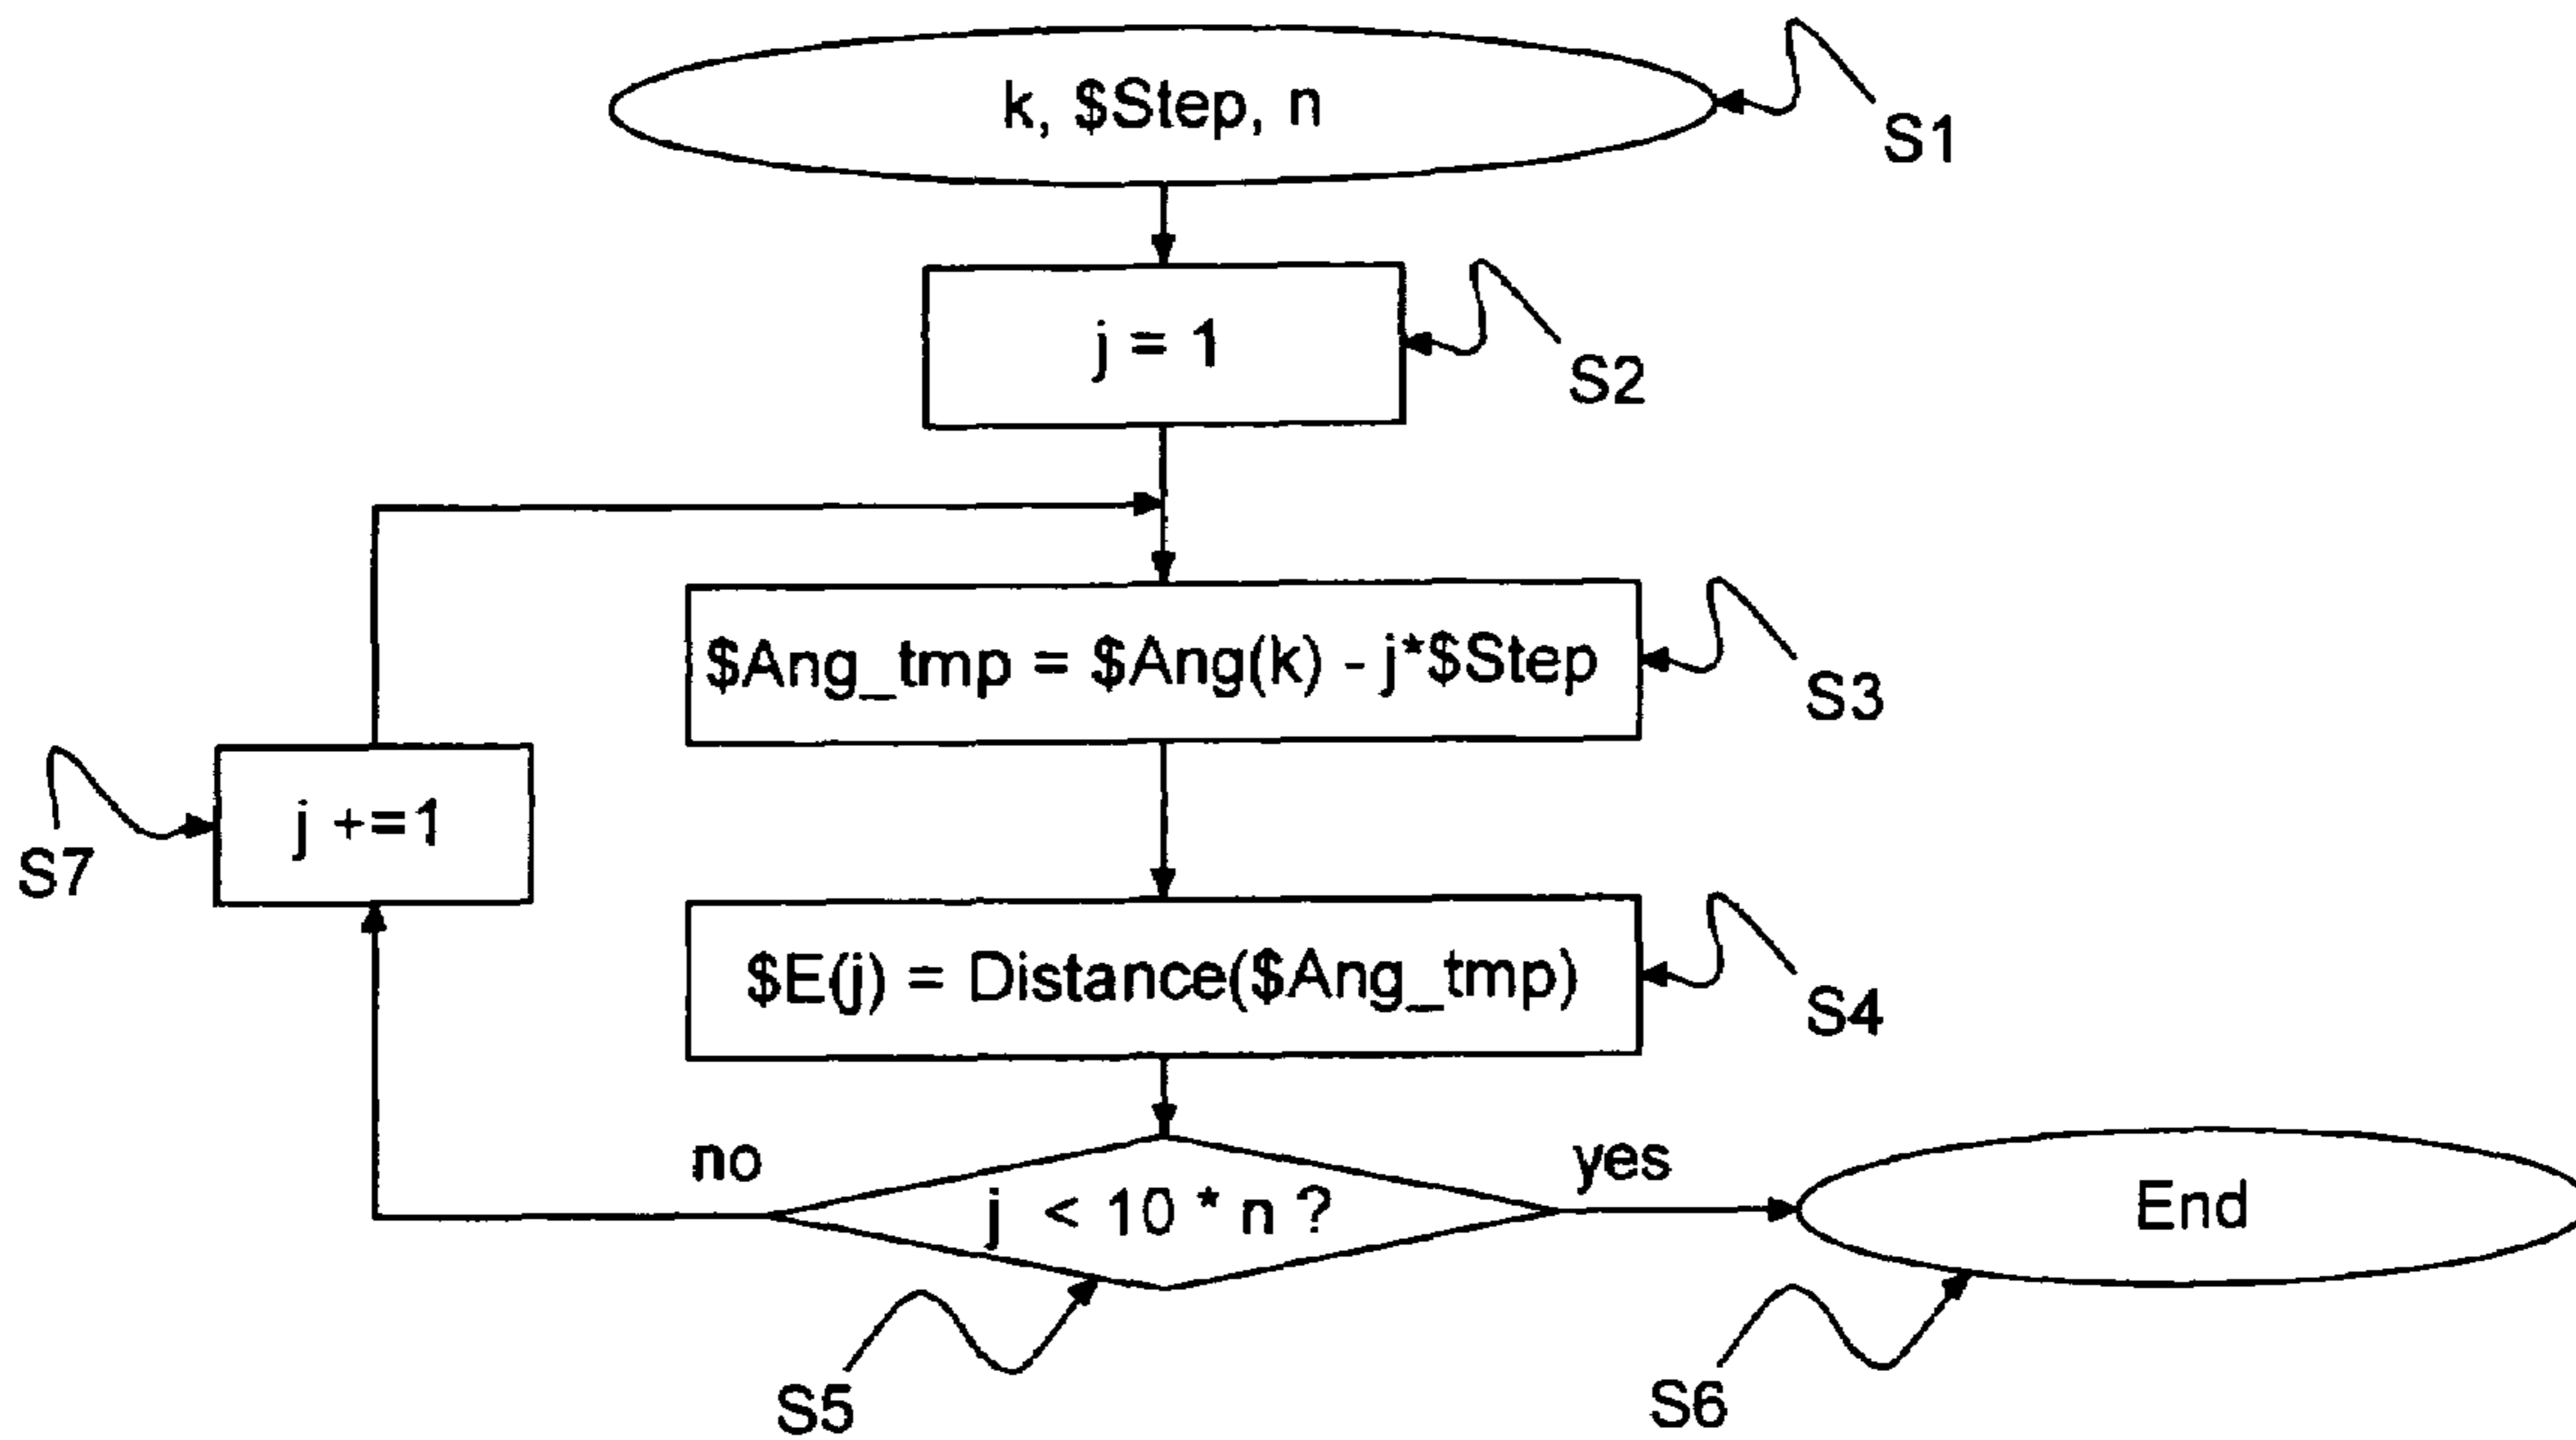 k, $Step, n
S1
j = 1
S2
$Ang_tmp = $Ang(k) - j*$Step
S3
j +=1
S7
$E(j) = Distance($Ang_tmp)
S4
no
yes
j < 10 * n ?
End
S5
S6